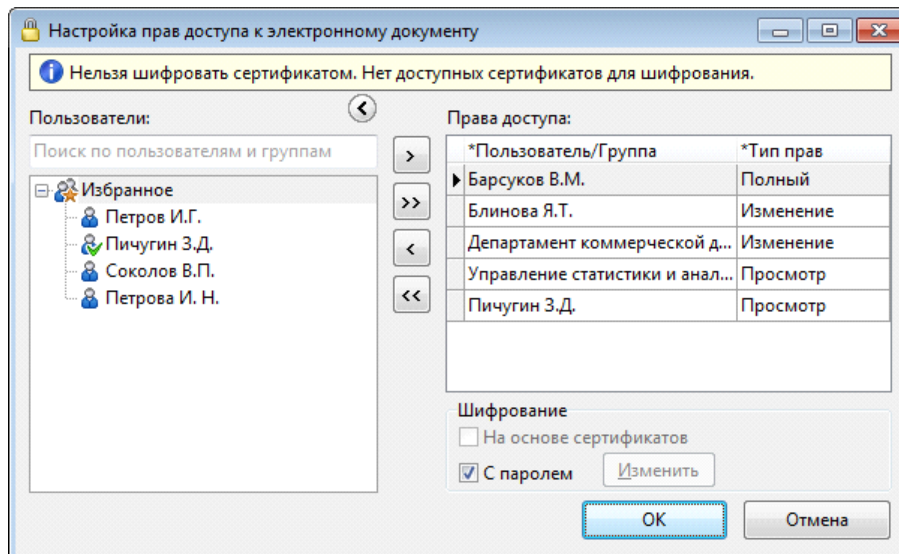 Настройка прав доступа к электронному документу
Нельзя шифровать сертификатом. Нет доступных сертификатов для шифрования.
Пользователи:
Поиск по пользователям и группам
Избранное
Петров И.Г.
Пичугин З.Д.
Соколов В.П.
Петрова И. Н.
>
>>
<
<<
Права доступа:
*Пользователь/Группа *Тип прав
Барсуков В.М. Полный
Блинова Я.Т. Изменение
Департамент коммерческой д... Изменение
Управление статистики и анал... Просмотр
Пичугин З.Д. Просмотр
Шифрование
На основе сертификатов
С паролем Изменить
ОК Отмена